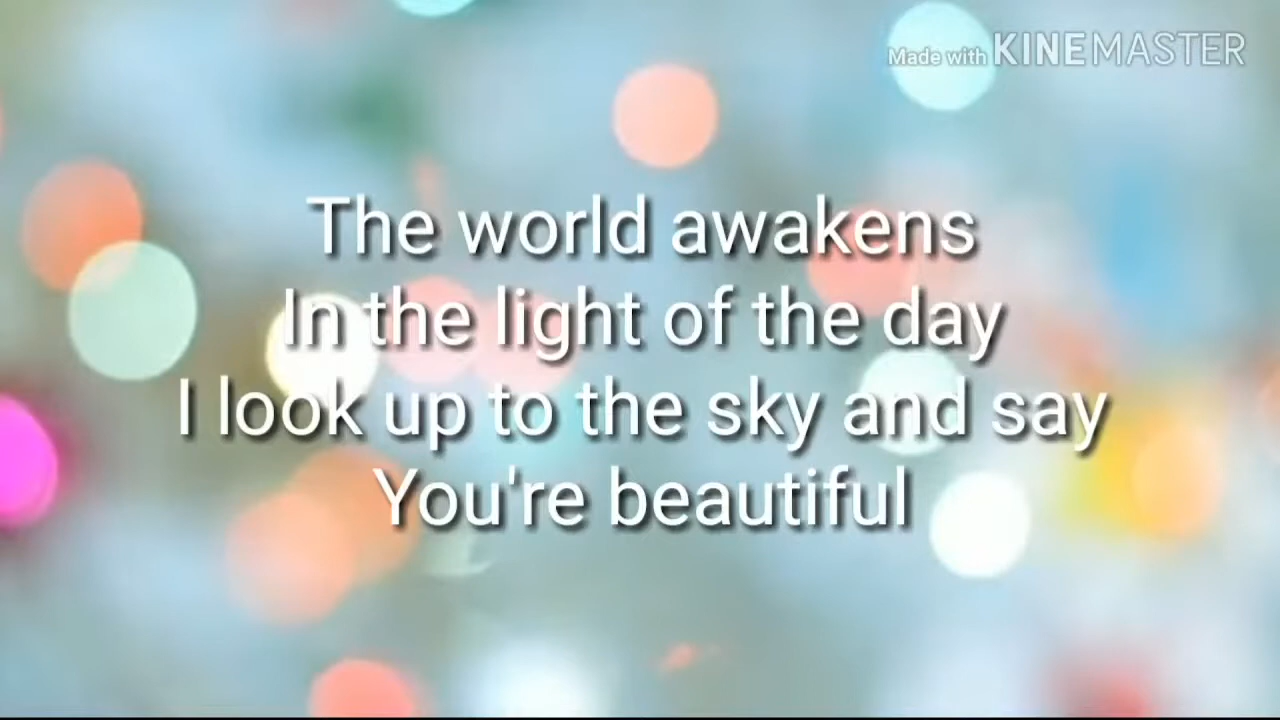 Made with KINEMASTER
The world awakens
In the light of the day
I look up to the sky and say
You're beautiful